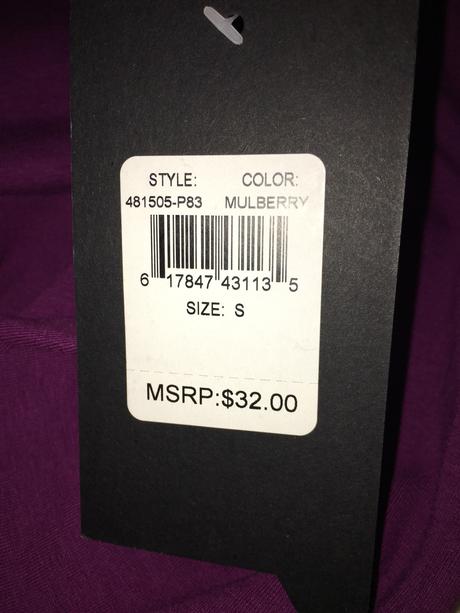 STYLE: COLOR:
481505-P83 MULBERRY
6 17847 43113 5
SIZE: S
MSRP:$32.00